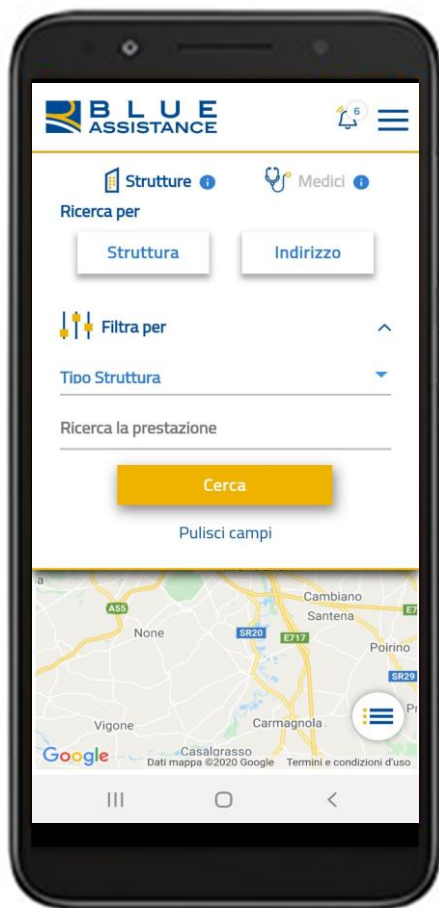 BLUE
ASSISTANCE
6
Strutture
Medici
Ricerca per
Struttura
Indirizzo
Filtra per
Tipo Struttura
Ricerca la prestazione
Cerca
Pulisci campi
a
Cambiano
A55
Santena
E7
None
SR20
E717
Poirino
SR29
Vigone
Carmagnola
Google
Casalgrasso
Dati mappa ©2020 Google
Termini e condizioni d'uso